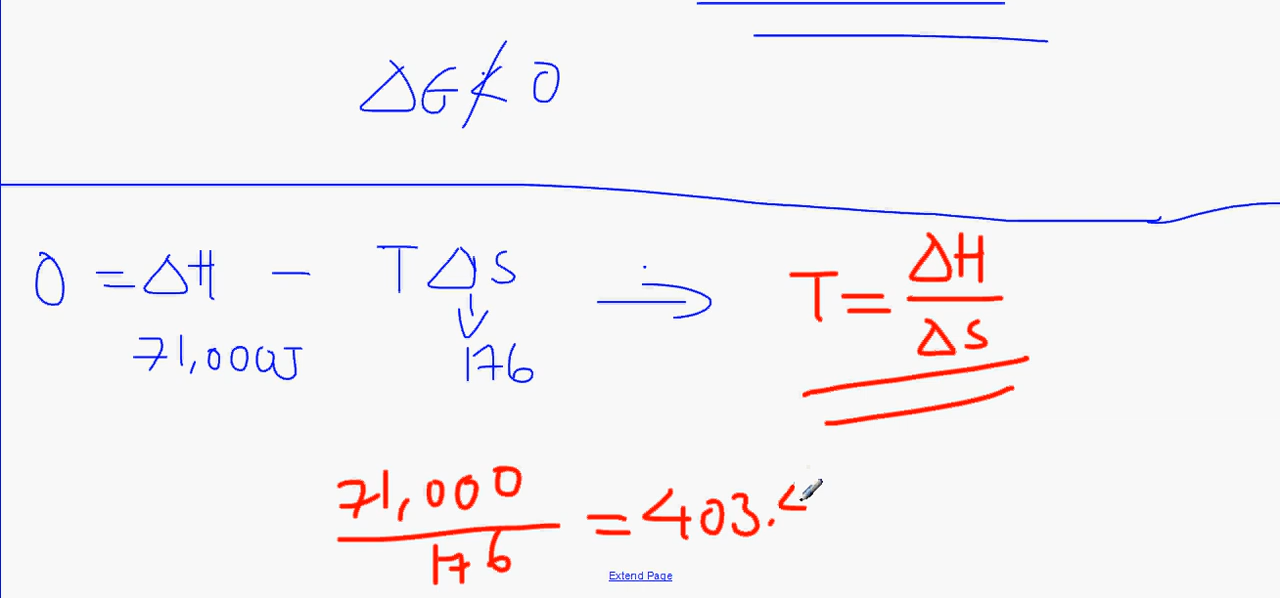 ΔG ≮ 0
0 = ΔH - TΔS ⇒ T = ΔH/ΔS
71,000J 176
71,000/176 = 403.
Extend Page